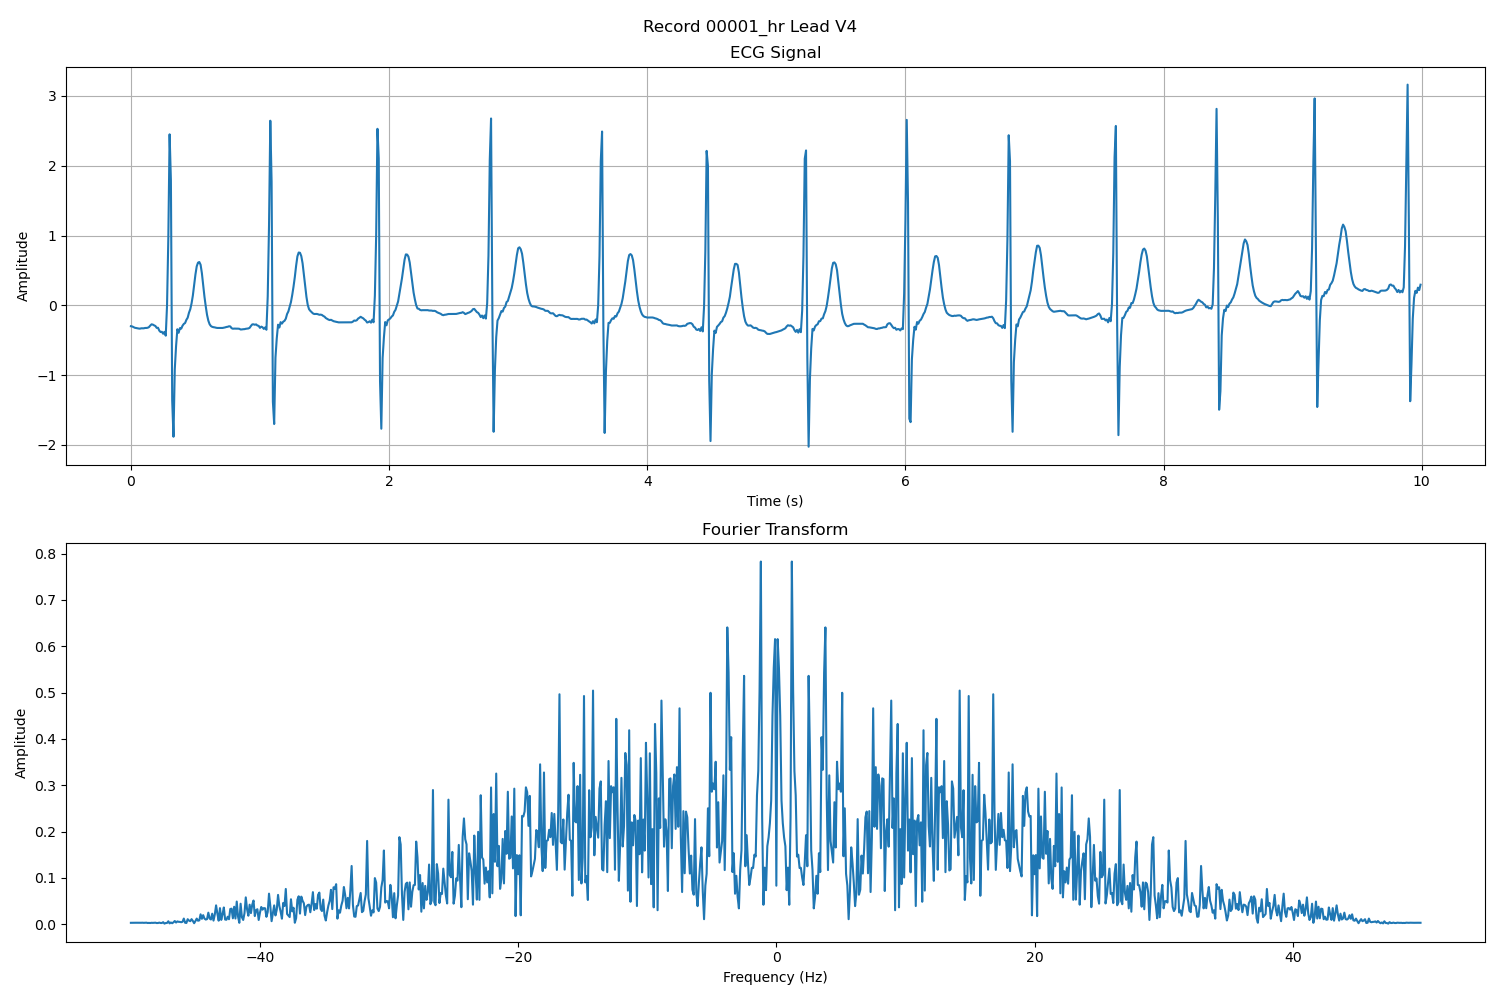 Record 00001_hr Lead V4
ECG Signal
3
2
1
0
−1
−2
Amplitude
0 2 4 6 8 10
Time (s)
Fourier Transform
0.8
0.7
0.6
0.5
0.4
0.3
0.2
0.1
0.0
Amplitude
−40 −20 0 20 40
Frequency (Hz)